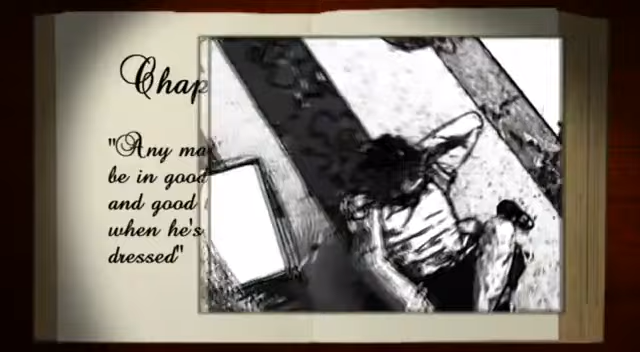 Chap
"Any ma
be in good
and good
when he's
dressed"